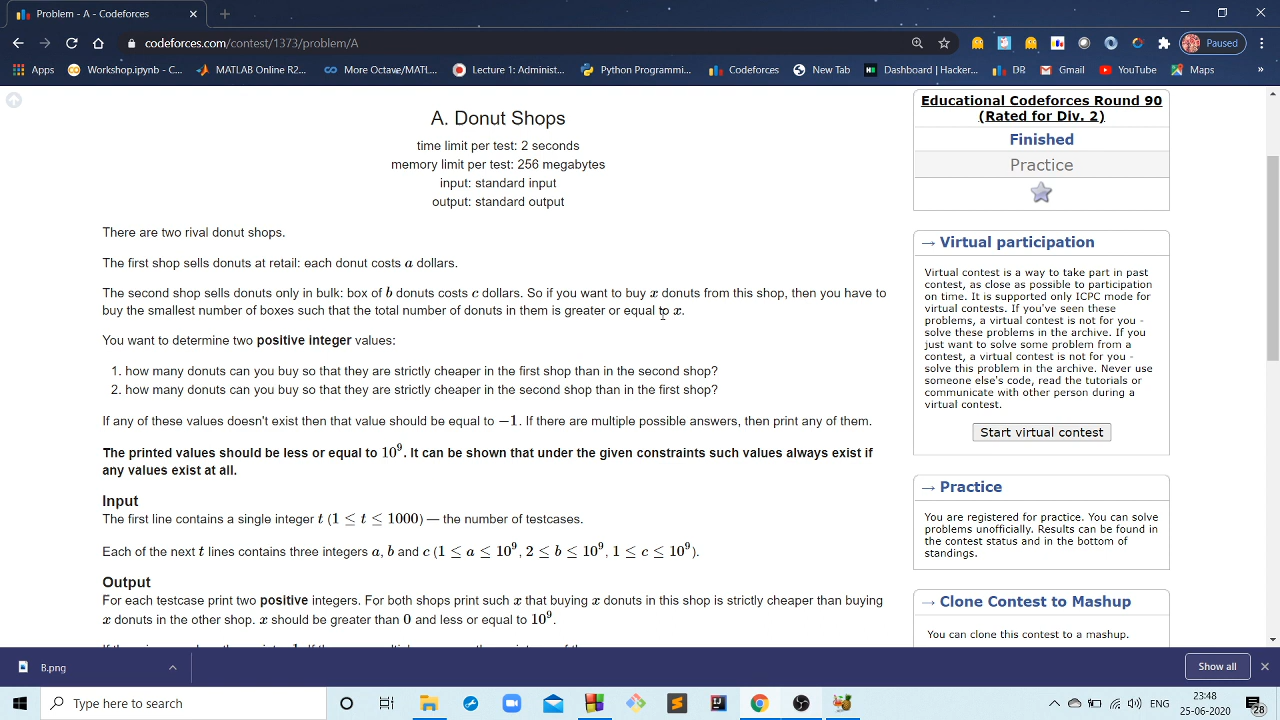 Problem - A - Codeforces
codeforces.com/contest/1373/problem/A
Paused
Apps
Workshop.ipynb - C...
MATLAB Online R2...
More Octave/MATL...
Lecture 1: Administ...
Python Programmi...
Codeforces
New Tab
Dashboard | Hacker...
DR
Gmail
YouTube
Maps
»
A. Donut Shops
time limit per test: 2 seconds
memory limit per test: 256 megabytes
input: standard input
output: standard output
There are two rival donut shops.
The first shop sells donuts at retail: each donut costs a dollars.
The second shop sells donuts only in bulk: box of b donuts costs c dollars. So if you want to buy x donuts from this shop, then you have to
buy the smallest number of boxes such that the total number of donuts in them is greater or equal to x.
You want to determine two positive integer values:
1. how many donuts can you buy so that they are strictly cheaper in the first shop than in the second shop?
2. how many donuts can you buy so that they are strictly cheaper in the second shop than in the first shop?
If any of these values doesn't exist then that value should be equal to −1. If there are multiple possible answers, then print any of them.
The printed values should be less or equal to 10⁹. It can be shown that under the given constraints such values always exist if
any values exist at all.
Input
The first line contains a single integer t (1 ≤ t ≤ 1000) — the number of testcases.
Each of the next t lines contains three integers a, b and c (1 ≤ a ≤ 10⁹, 2 ≤ b ≤ 10⁹, 1 ≤ c ≤ 10⁹).
Output
For each testcase print two positive integers. For both shops print such x that buying x donuts in this shop is strictly cheaper than buying
x donuts in the other shop. x should be greater than 0 and less or equal to 10⁹.
Educational Codeforces Round 90
(Rated for Div. 2)
Finished
Practice
→ Virtual participation
Virtual contest is a way to take part in past
contest, as close as possible to participation
on time. It is supported only ICPC mode for
virtual contests. If you've seen these
problems, a virtual contest is not for you -
solve these problems in the archive. If you
just want to solve some problem from a
contest, a virtual contest is not for you -
solve this problem in the archive. Never use
someone else's code, read the tutorials or
communicate with other person during a
virtual contest.
Start virtual contest
→ Practice
You are registered for practice. You can solve
problems unofficially. Results can be found in
the contest status and in the bottom of
standings.
→ Clone Contest to Mashup
You can clone this contest to a mashup.
B.png
Show all
Type here to search
ENG
23:48
25-06-2020
28